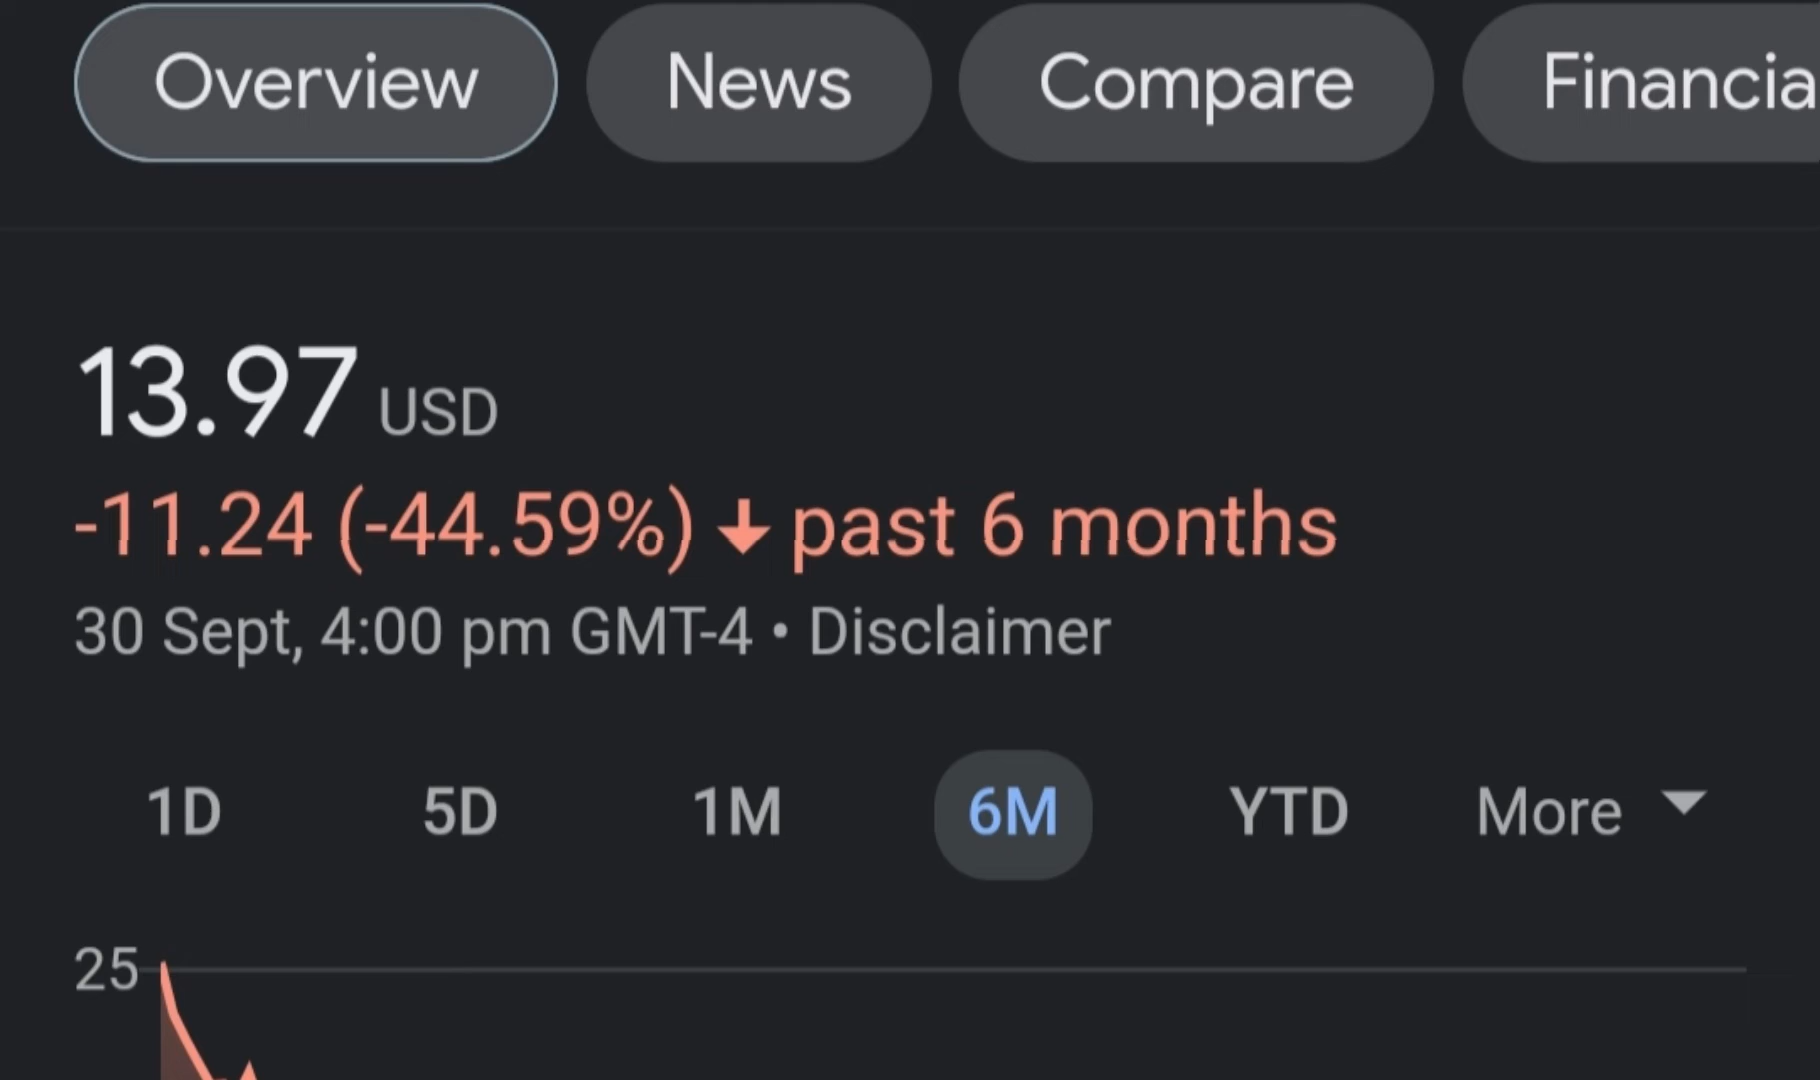 Overview News Compare Financia
13.97 USD
-11.24 (-44.59%) ↓ past 6 months
30 Sept, 4:00 pm GMT-4 • Disclaimer
1D 5D 1M 6M YTD More
25